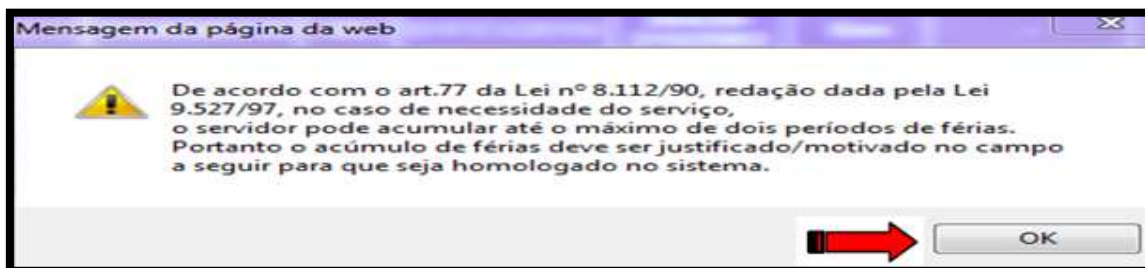 Mensagem da página da web
De acordo com o art.77 da Lei nº 8.112/90, redação dada pela Lei
9.527/97, no caso de necessidade do serviço,
o servidor pode acumular até o máximo de dois períodos de férias.
Portanto o acúmulo de férias deve ser justificado/motivado no campo
a seguir para que seja homologado no sistema.
OK